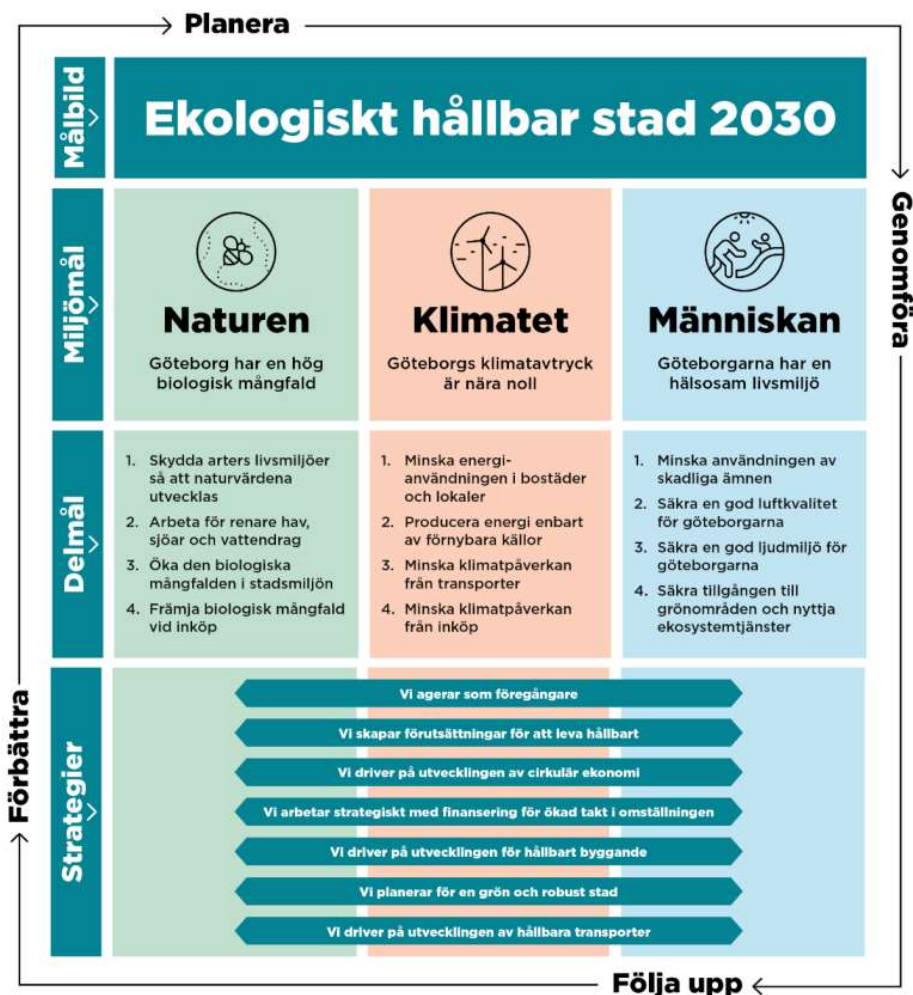 Planera
Målbild
Ekologiskt hållbar stad 2030
Genomföra
Miljömål
Naturen
Göteborg har en hög
biologisk mångfald
Klimatet
Göteborgs klimatavtryck
är nära noll
Människan
Göteborgarna har en
hälsosam livsmiljö
Delmål
1. Skydda arters livsmiljöer
så att naturvärdena
utvecklas
2. Arbeta för renare hav,
sjöar och vattendrag
3. Öka den biologiska
mångfalden i stadsmiljön
4. Främja biologisk mångfald
vid inköp
1. Minska energi-
användningen i bostäder
och lokaler
2. Producera energi enbart
av förnybara källor
3. Minska klimatpåverkan
från transporter
4. Minska klimatpåverkan
från inköp
1. Minska användningen av
skadliga ämnen
2. Säkra en god luftkvalitet
för göteborgarna
3. Säkra en god ljudmiljö för
göteborgarna
4. Säkra tillgången till
grönområden och nyttja
ekosystemtjänster
Strategier
Vi agerar som föregångare
Vi skapar förutsättningar för att leva hållbart
Vi driver på utvecklingen av cirkulär ekonomi
Vi arbetar strategiskt med finansering för ökad takt i omställningen
Vi driver på utvecklingen för hållbart byggande
Vi planerar för en grön och robust stad
Vi driver på utvecklingen av hållbara transporter
Följa upp
Förbättra